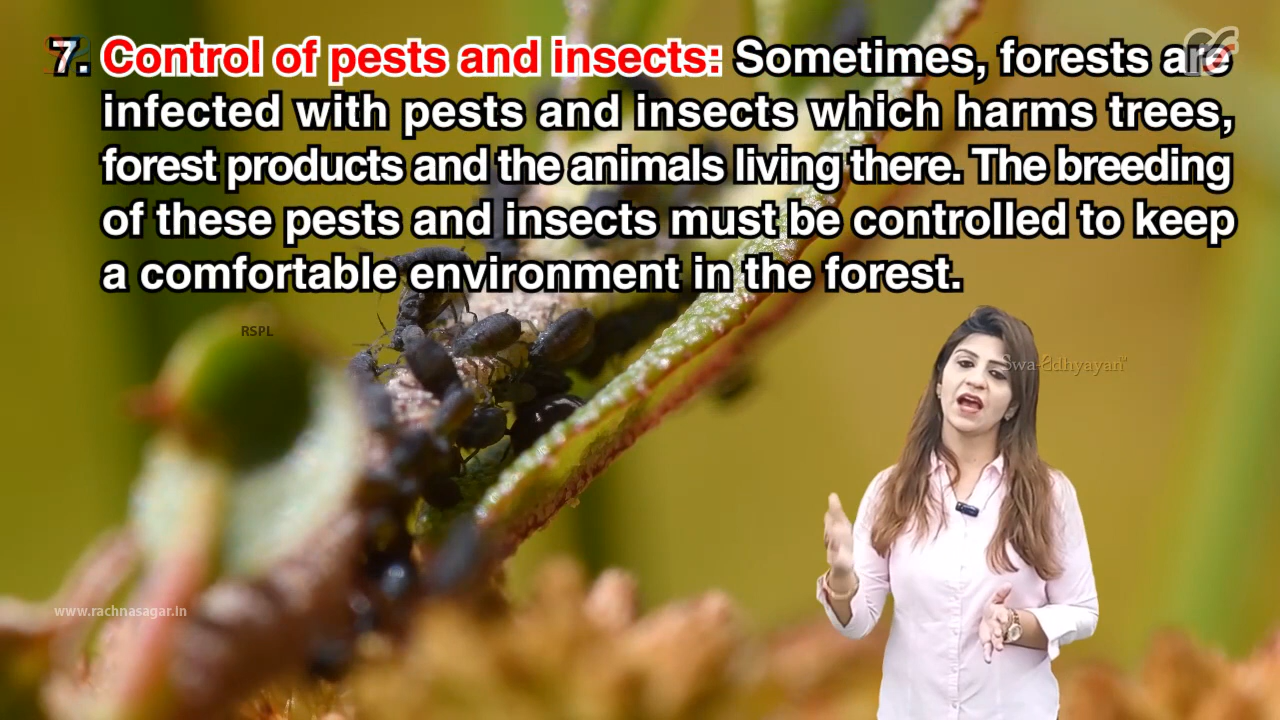 7. Control of pests and insects: Sometimes, forests are
infected with pests and insects which harms trees,
forest products and the animals living there. The breeding
of these pests and insects must be controlled to keep
a comfortable environment in the forest.
RSPL
Swa-adhyayan™
www.rachnasagar.in